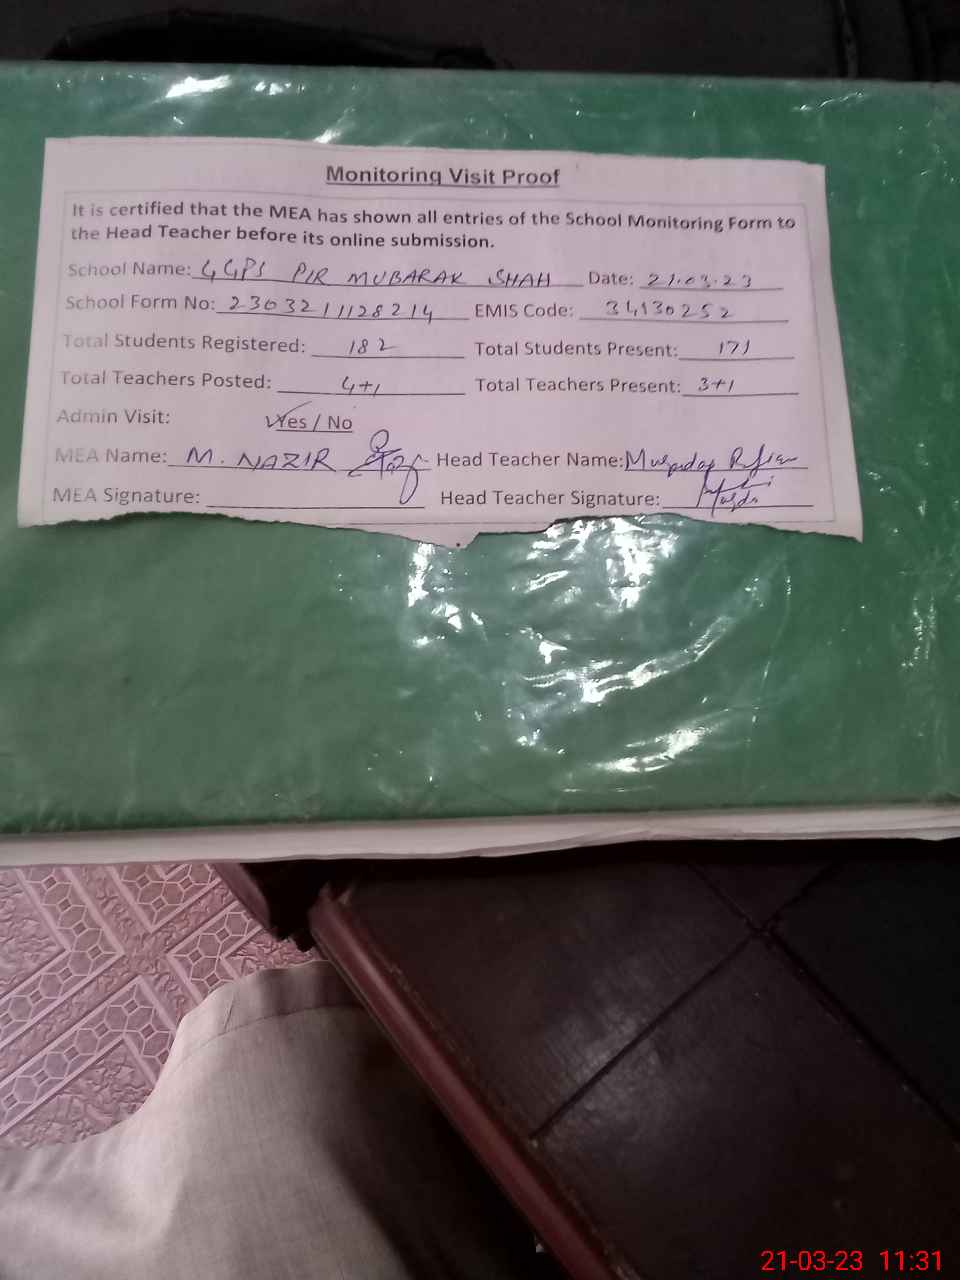 Monitoring Visit Proof
It is certified that the MEA has shown all entries of the School Monitoring Form to
the Head Teacher before its online submission.
School Name: GGPS PIR MUBARAK SHAH Date: 21.03.23
School Form No: 2303211128214 EMIS Code: 34130252
Total Students Registered: 182 Total Students Present: 171
Total Teachers Posted: 4+1 Total Teachers Present: 3+1
Admin Visit: Yes / No
MEA Name: M. NAZIR Head Teacher Name:
MEA Signature: Head Teacher Signature:
21-03-23 11:31